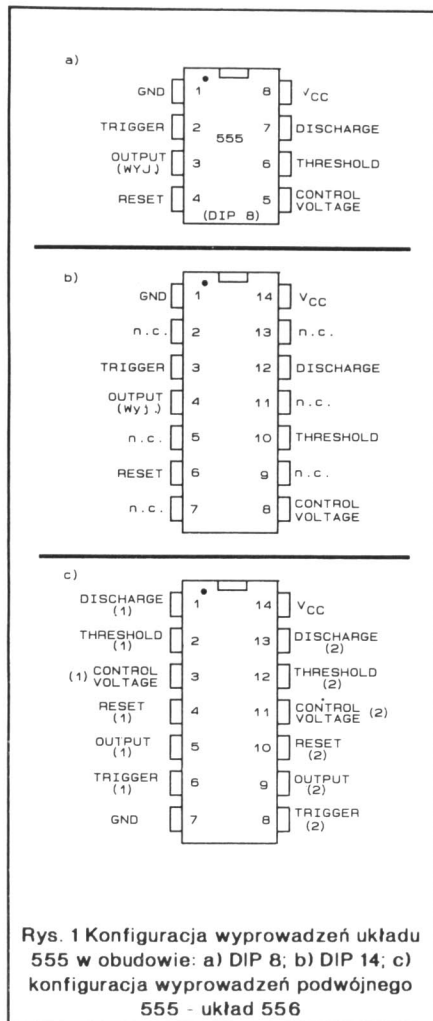 a)
GND 1 8 VCC
TRIGGER 2 7 DISCHARGE
555
OUTPUT (WYJ.) 3 6 THRESHOLD
RESET 4 5 CONTROL VOLTAGE
(DIP 8)
b)
GND 1 14 VCC
n.c. 2 13 n.c.
TRIGGER 3 12 DISCHARGE
OUTPUT (Wyj.) 4 11 n.c.
n.c. 5 10 THRESHOLD
RESET 6 9 n.c.
n.c. 7 8 CONTROL VOLTAGE
c)
DISCHARGE (1) 1 14 VCC
THRESHOLD (1) 2 13 DISCHARGE (2)
(1) CONTROL VOLTAGE 3 12 THRESHOLD (2)
RESET (1) 4 11 CONTROL VOLTAGE (2)
OUTPUT (1) 5 10 RESET (2)
TRIGGER (1) 6 9 OUTPUT (2)
GND 7 8 TRIGGER (2)
Rys. 1 Konfiguracja wyprowadzeń układu
555 w obudowie: a) DIP 8; b) DIP 14; c)
konfiguracja wyprowadzeń podwójnego
555 - układ 556